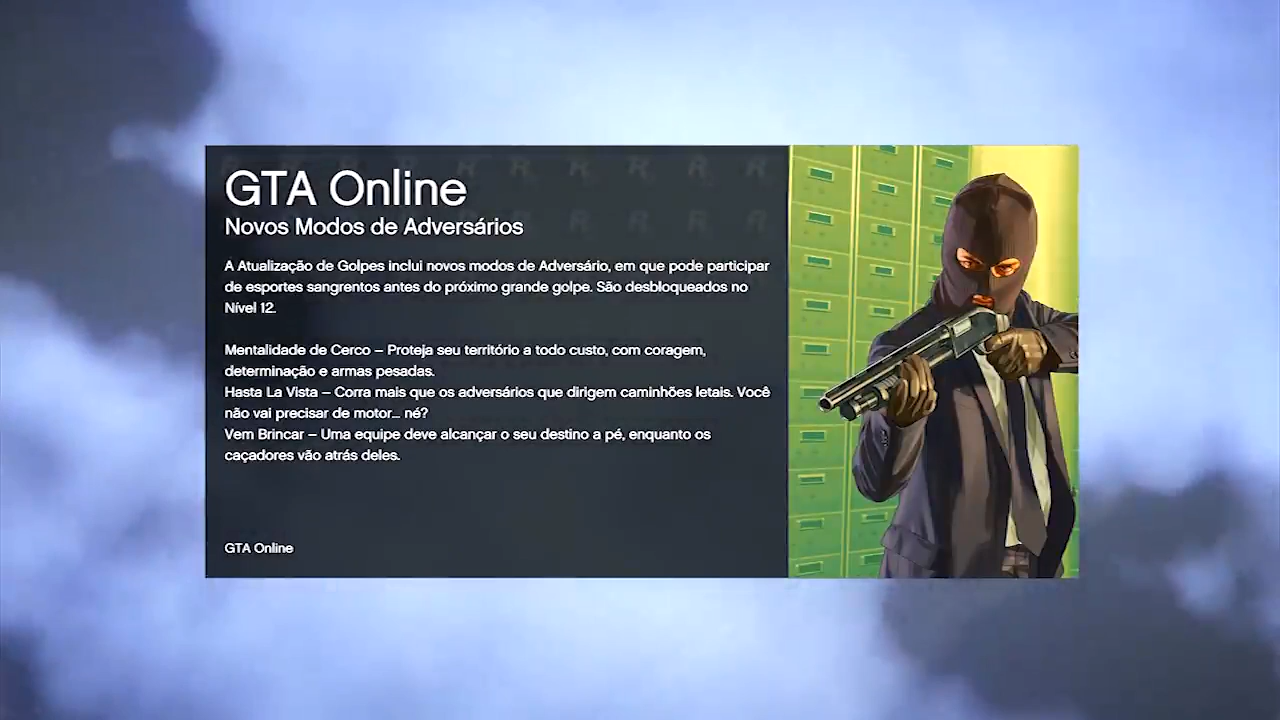 GTA Online
Novos Modos de Adversários
A Atualização de Golpes inclui novos modos de Adversário, em que pode participar
de esportes sangrentos antes do próximo grande golpe. São desbloqueados no
Nível 12.
Mentalidade de Cerco – Proteja seu território a todo custo, com coragem,
determinação e armas pesadas.
Hasta La Vista – Corra mais que os adversários que dirigem caminhões letais. Você
não vai precisar de motor... né?
Vem Brincar – Uma equipe deve alcançar o seu destino a pé, enquanto os
caçadores vão atrás deles.
GTA Online